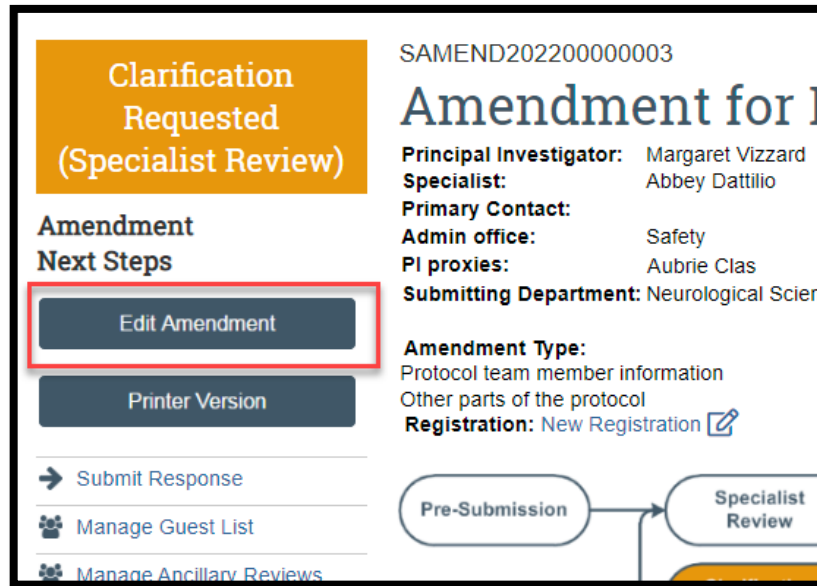 Clarification
Requested
(Specialist Review)
Amendment
Next Steps
Edit Amendment
Printer Version
Submit Response
Manage Guest List
Manage Ancillary Reviews
SAMEND202200000003
Amendment for
Principal Investigator: Margaret Vizzard
Specialist: Abbey Dattilio
Primary Contact:
Admin office: Safety
PI proxies: Aubrie Clas
Submitting Department: Neurological Scien
Amendment Type:
Protocol team member information
Other parts of the protocol
Registration: New Registration
Pre-Submission
Specialist
Review